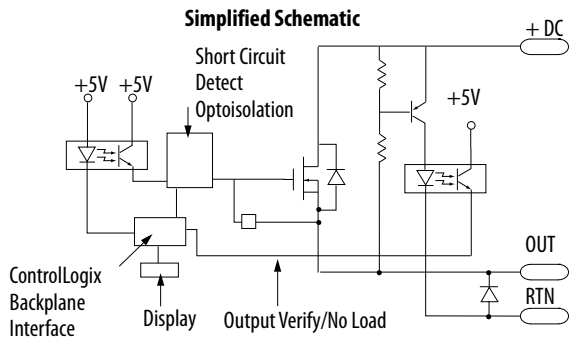 Simplified Schematic
+ DC
Short Circuit
Detect
Optoisolation
+5V
+5V
+5V
OUT
RTN
ControlLogix
Backplane
Interface
Display
Output Verify/No Load